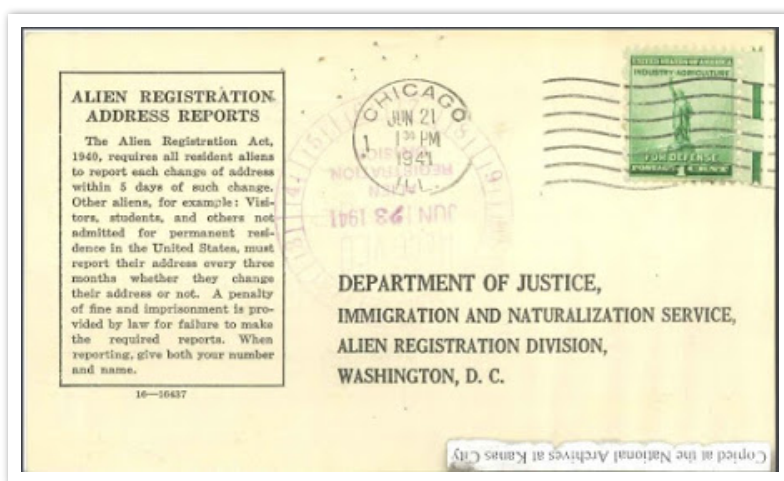 ALIEN REGISTRATION
ADDRESS REPORTS
The Alien Registration Act,
1940, requires all resident aliens
to report each change of address
within 5 days of such change.
Other aliens, for example: Visi-
tors, students, and others not
admitted for permanent resi-
dence in the United States, must
report their address every three
months whether they change
their address or not. A penalty
of fine and imprisonment is pro-
vided by law for failure to make
the required reports. When
reporting, give both your number
and name.
16—16437
CHICAGO
JUN 21
1 PM
1941
ILL.
UNITED STATES OF AMERICA
INDUSTRY AGRICULTURE
FOR DEFENSE
POSTAGE 1 CENT
ALIEN
REGISTRATION
DIVISION
JUN 23 1941
RECEIVED
DEPARTMENT OF JUSTICE,
IMMIGRATION AND NATURALIZATION SERVICE,
ALIEN REGISTRATION DIVISION,
WASHINGTON, D. C.
Copied at the National Archives at Kanas City